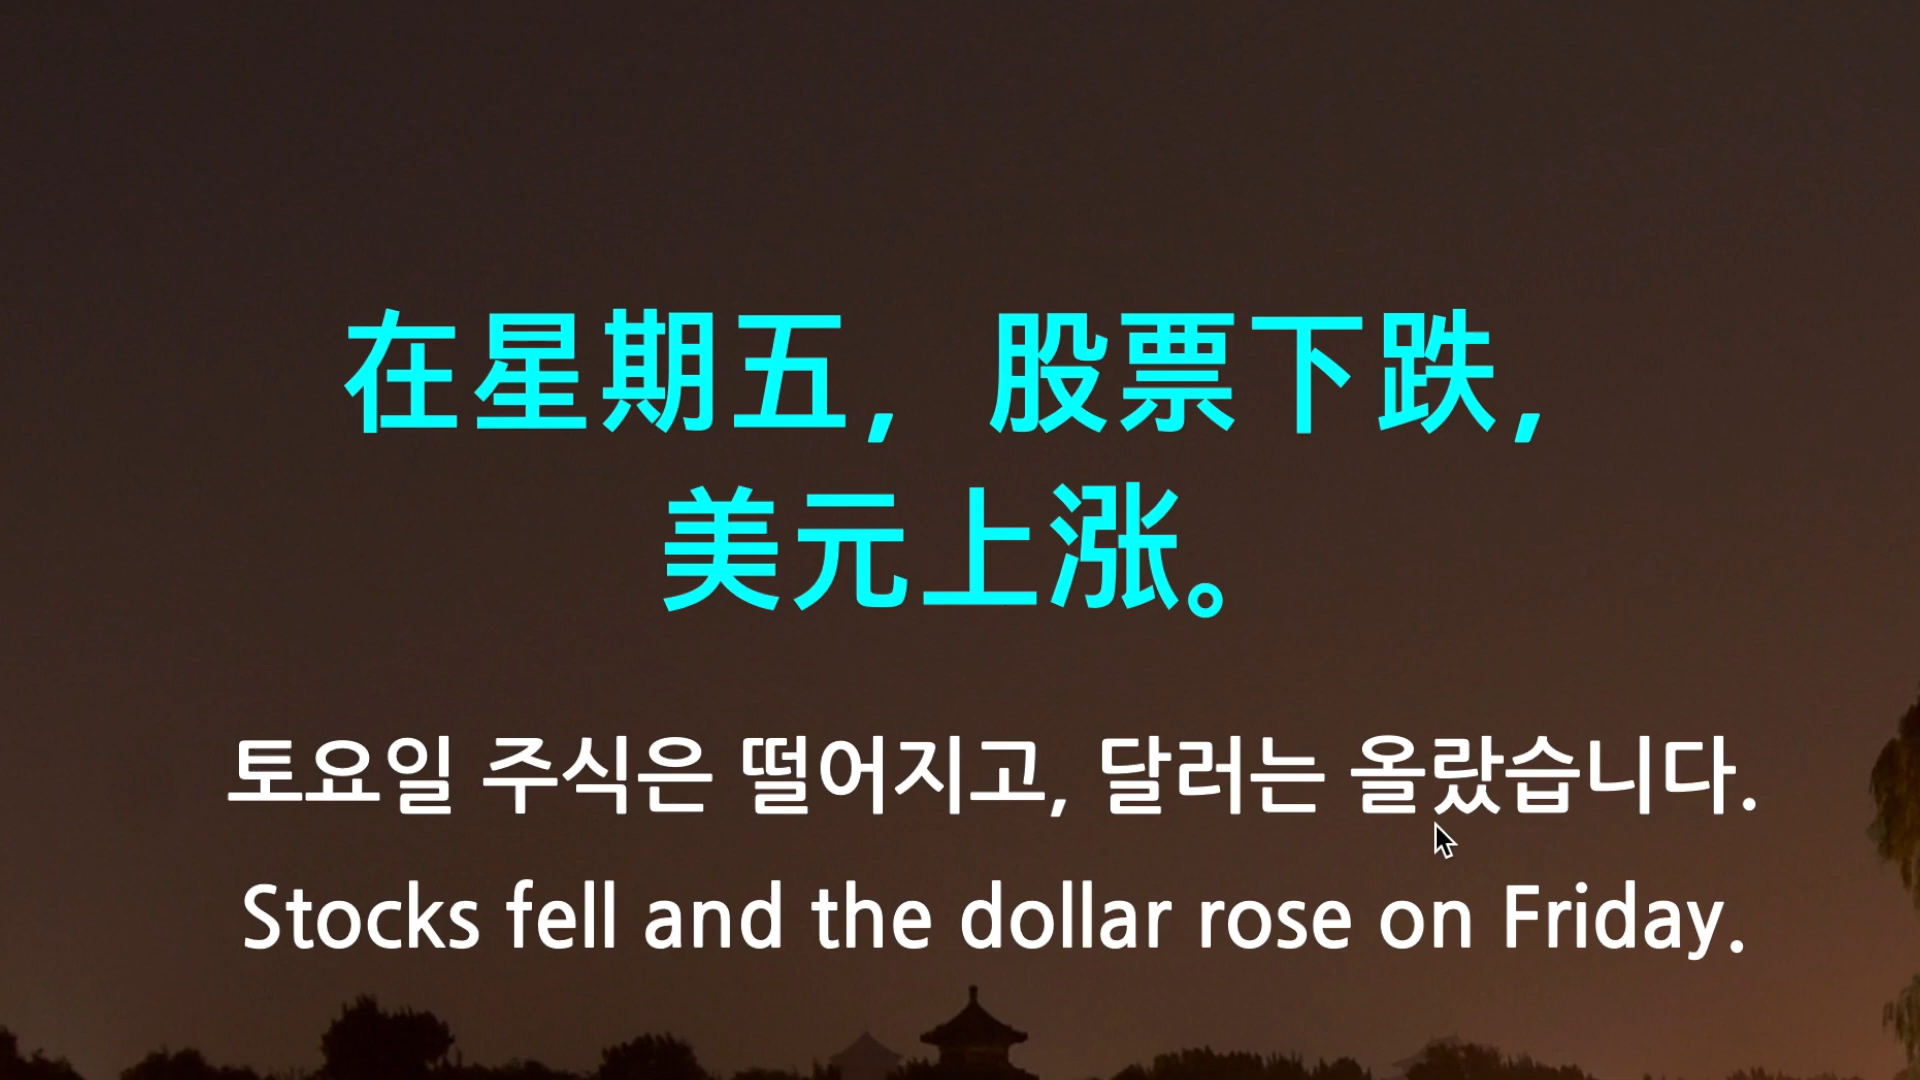 在星期五，股票下跌，
美元上涨。
토요일 주식은 떨어지고, 달러는 올랐습니다.
Stocks fell and the dollar rose on Friday.